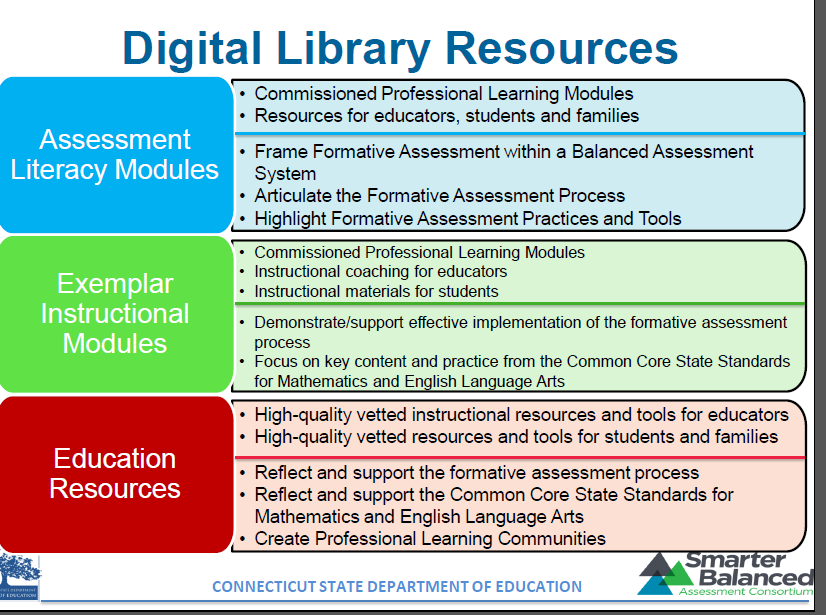 Digital Library Resources
Assessment
Literacy Modules
• Commissioned Professional Learning Modules
• Resources for educators, students and families
• Frame Formative Assessment within a Balanced Assessment
System
• Articulate the Formative Assessment Process
• Highlight Formative Assessment Practices and Tools
Exemplar
Instructional
Modules
• Commissioned Professional Learning Modules
• Instructional coaching for educators
• Instructional materials for students
• Demonstrate/support effective implementation of the formative assessment
process
• Focus on key content and practice from the Common Core State Standards
for Mathematics and English Language Arts
Education
Resources
• High-quality vetted instructional resources and tools for educators
• High-quality vetted resources and tools for students and families
• Reflect and support the formative assessment process
• Reflect and support the Common Core State Standards for
Mathematics and English Language Arts
• Create Professional Learning Communities
OF EDUCATION
CONNECTICUT STATE DEPARTMENT OF EDUCATION
Smarter
Balanced
Assessment Consortium